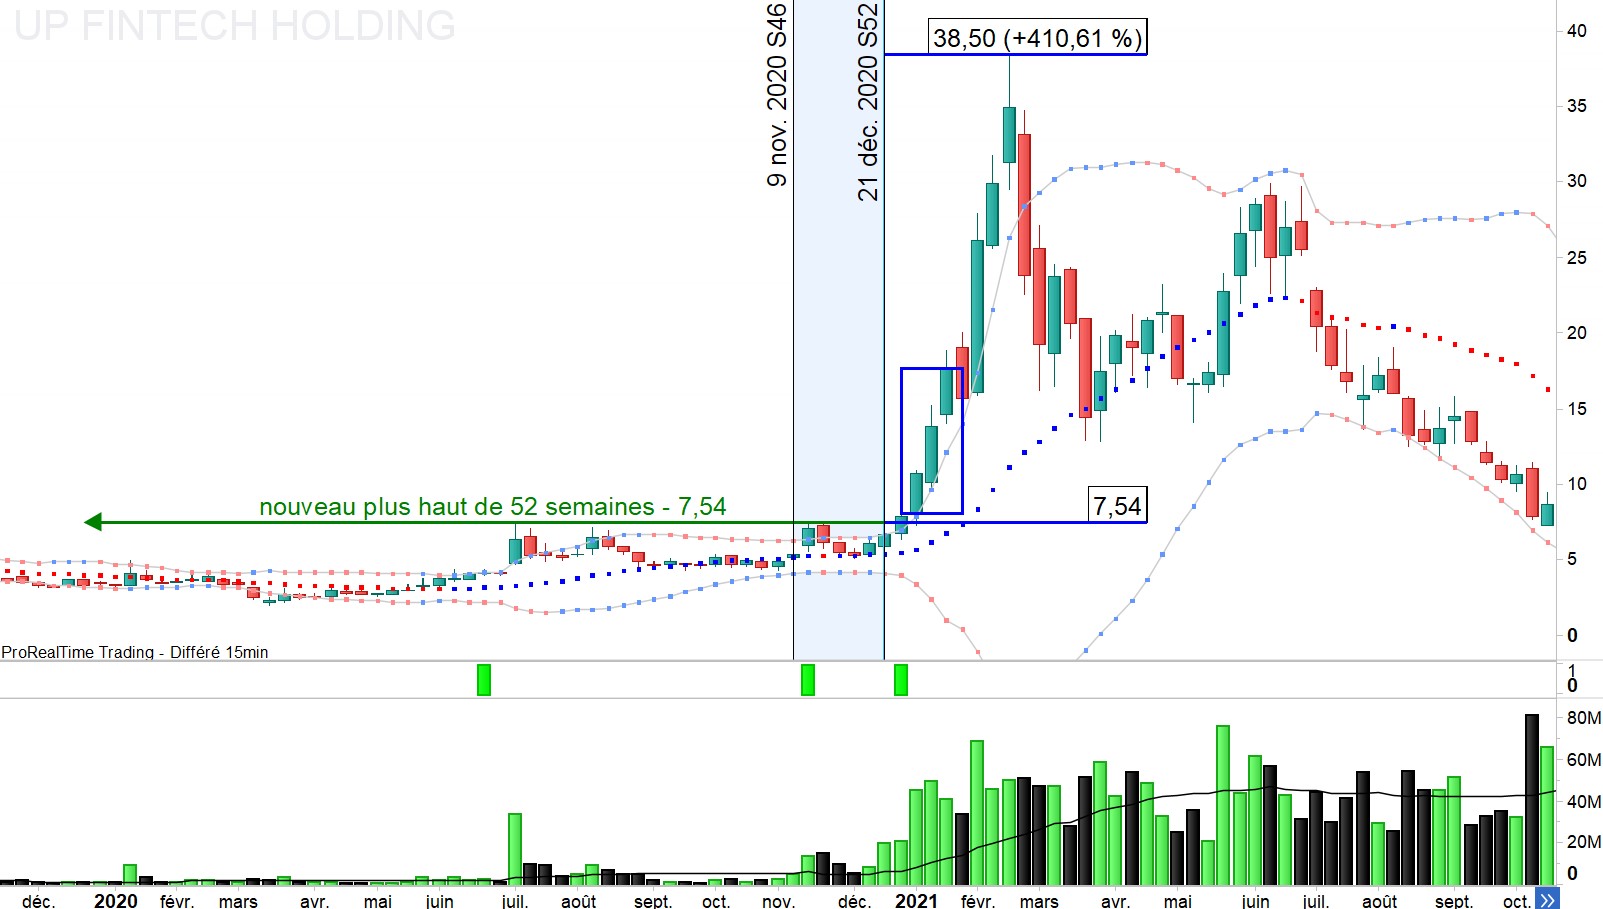 UP FINTECH HOLDING
9 nov. 2020 S46
21 déc. 2020 S52
38,50 (+410,61 %)
40
35
30
25
20
15
10
5
0
nouveau plus haut de 52 semaines - 7,54
7,54
ProRealTime Trading - Différé 15min
1
0
80M
60M
40M
20M
0
déc. 2020 févr. mars avr. mai juin juil. août sept. oct. nov. déc. 2021 févr. mars avr. mai juin juil. août sept. oct.